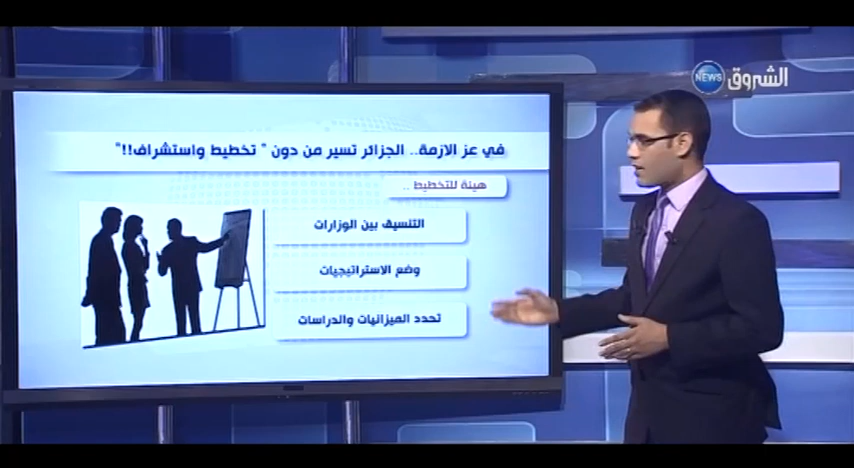 NEWS الشروق
في عز الازمة.. الجزائر تسير من دون " تخطيط واستشراف!!"
هيئة للتخطيط ..
التنسيق بين الوزارات
وضع الاستراتيجيات
تحدد الميزانيات والدراسات